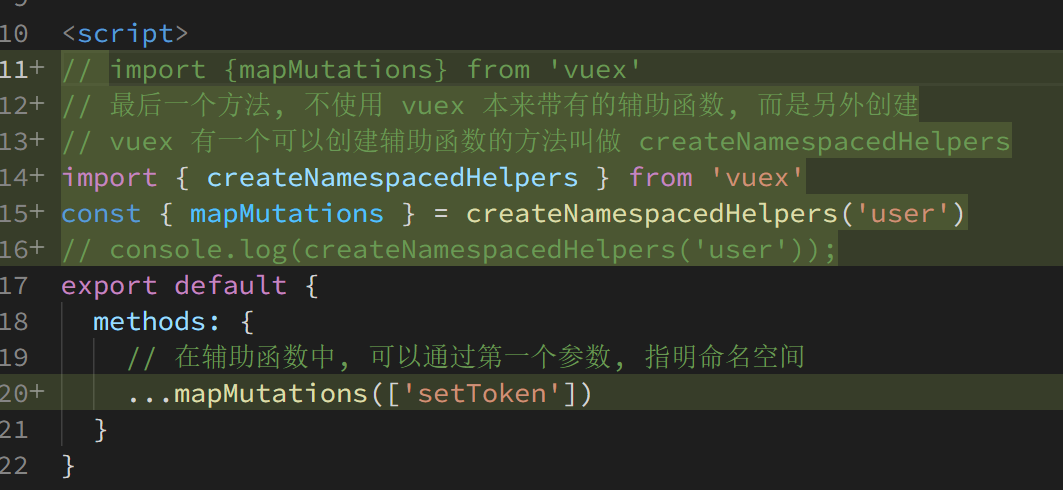 10 <script>
11+ // import {mapMutations} from 'vuex'
12+ // 最后一个方法, 不使用 vuex 本来带有的辅助函数, 而是另外创建
13+ // vuex 有一个可以创建辅助函数的方法叫做 createNamespacedHelpers
14+ import { createNamespacedHelpers } from 'vuex'
15+ const { mapMutations } = createNamespacedHelpers('user')
16+ // console.log(createNamespacedHelpers('user'));
17 export default {
18 methods: {
19 // 在辅助函数中, 可以通过第一个参数, 指明命名空间
20+ ...mapMutations(['setToken'])
21 }
22 }